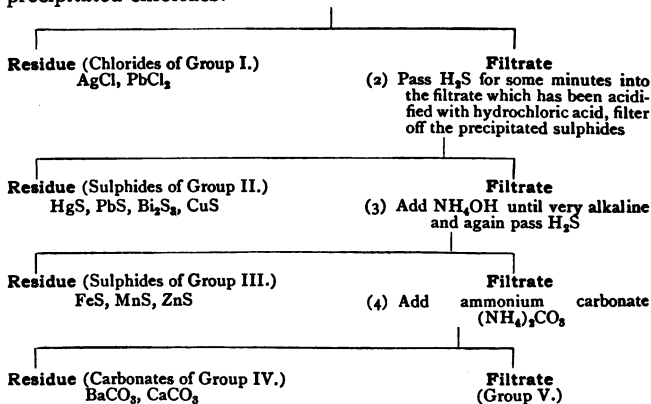 precipitated chlorides.
Residue (Chlorides of Group I.)
AgCl, PbCl₂
Filtrate
(2) Pass H₂S for some minutes into
the filtrate which has been acidi-
fied with hydrochloric acid, filter
off the precipitated sulphides
Residue (Sulphides of Group II.)
HgS, PbS, Bi₂S₃, CuS
Filtrate
(3) Add NH₄OH until very alkaline
and again pass H₂S
Residue (Sulphides of Group III.)
FeS, MnS, ZnS
Filtrate
(4) Add ammonium carbonate
(NH₄)₂CO₃
Residue (Carbonates of Group IV.)
BaCO₃, CaCO₃
Filtrate
(Group V.)